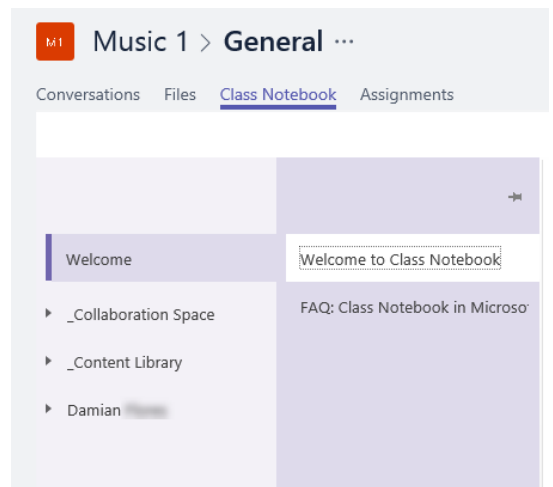 M1 Music 1 > General ...
Conversations Files Class Notebook Assignments
Welcome
Welcome to Class Notebook
_Collaboration Space
FAQ: Class Notebook in Microso
_Content Library
Damian